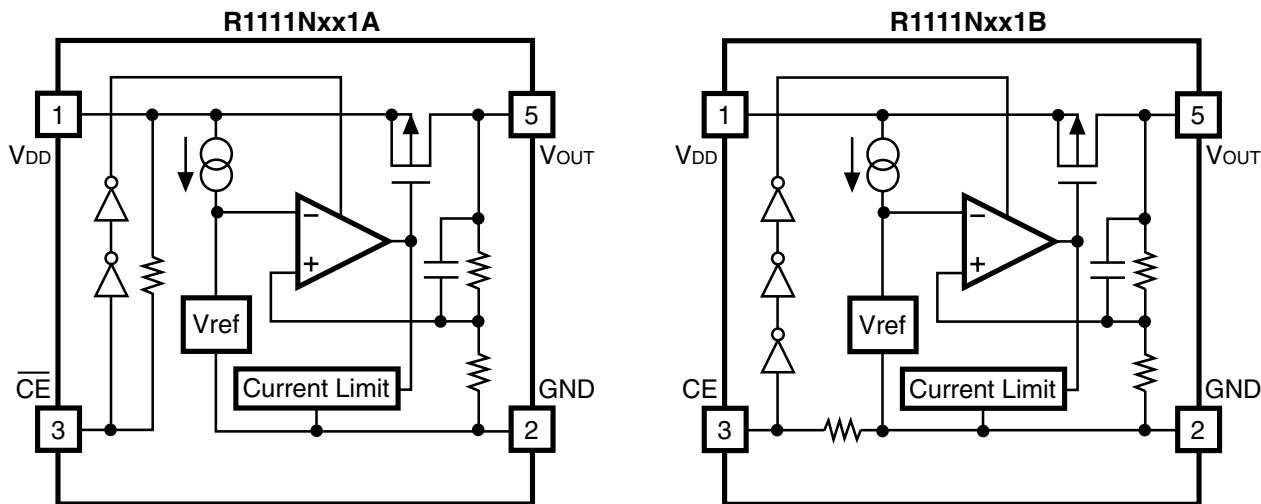 R1111Nxx1A
1
5
VDD
VOUT
−
+
Vref
Current Limit
C̅E̅
GND
3
2
R1111Nxx1B
1
5
VDD
VOUT
−
+
Vref
Current Limit
CE
GND
3
2